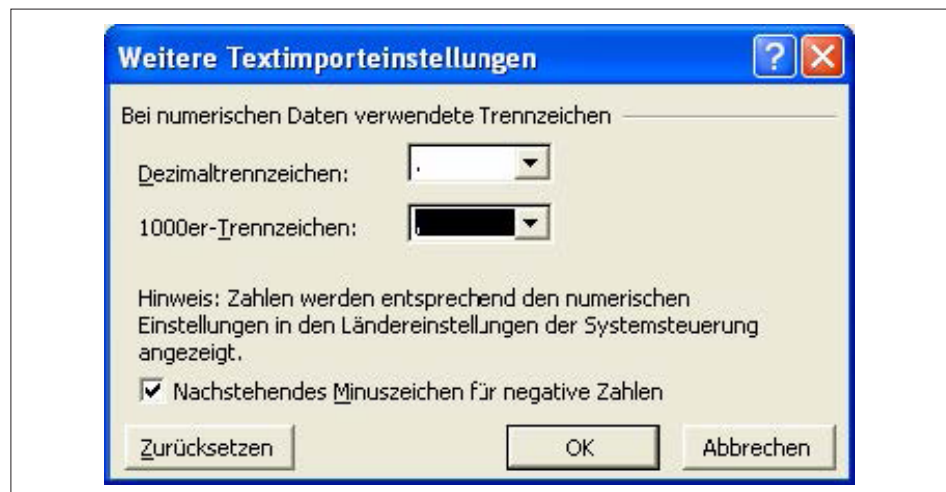 Weitere Textimporteinstellungen
Bei numerischen Daten verwendete Trennzeichen
Dezimaltrennzeichen: .
1000er-Trennzeichen: ,
Hinweis: Zahlen werden entsprechend den numerischen
Einstellungen in den Ländereinstellungen der Systemsteuerung
angezeigt.
Nachstehendes Minuszeichen für negative Zahlen
Zurücksetzen OK Abbrechen